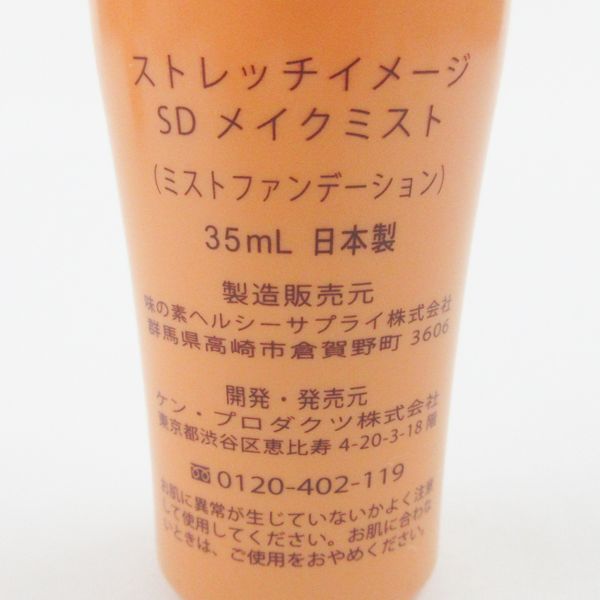 ストレッチイメージ
SD メイクミスト
(ミストファンデーション)
35mL 日本製
製造販売元
味の素ヘルシーサプライ株式会社
群馬県高崎市倉賀野町 3606
開発・発売元
ケン・プロダクツ株式会社
東京都渋谷区恵比寿 4-20-3-18 階
0120-402-119
お肌に異常が生じていないかよく注意
して使用してください。お肌に合わな
いときは、ご使用をおやめください。